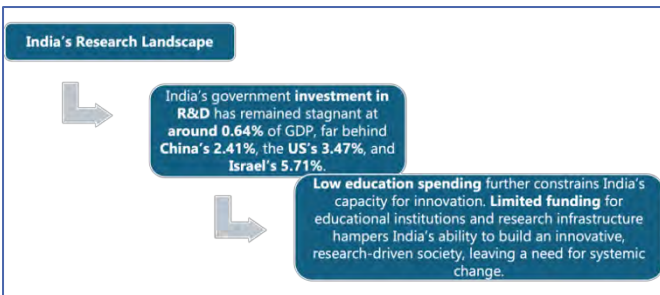 India's Research Landscape
India's government investment in
R&D has remained stagnant at
around 0.64% of GDP, far behind
China's 2.41%, the US's 3.47%, and
Israel's 5.71%.
Low education spending further constrains India's
capacity for innovation. Limited funding for
educational institutions and research infrastructure
hampers India's ability to build an innovative,
research-driven society, leaving a need for systemic
change.